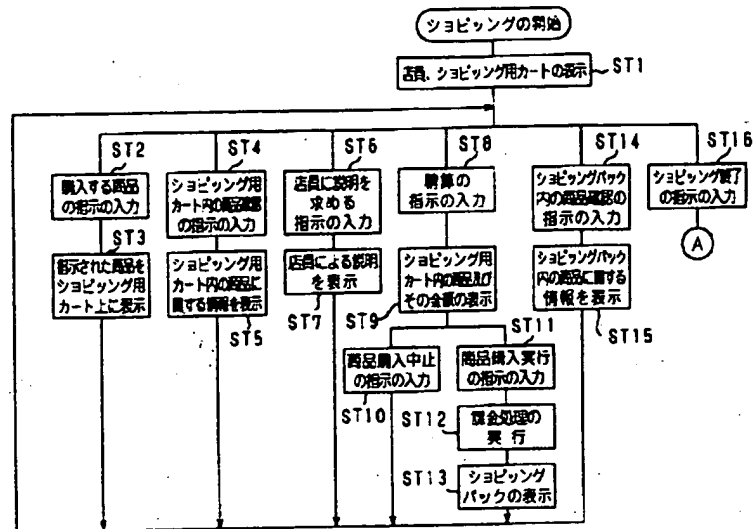 ショピッングの開始
店員、ショピッング用カートの表示
ST1
ST2
購入する商品
の指示の入力
ST3
指示された商品を
ショピッング用
カート上に表示
ST4
ショピッング用
カート内の商品確認
の指示の入力
ショピッング用
カート内の商品に
関する情報を表示
ST5
ST6
店員に説明を
求める
指示の入力
店員による説明
を表示
ST7
ST8
精算の
指示の入力
ショピッング用
カート内の商品及び
その金額の表示
ST9
商品購入中止
の指示の入力
ST10
ST11
商品購入実行
の指示の入力
ST12
課金処理の
実行
ST13
ショピッング
バックの表示
ST14
ショピッングバック
内の商品確認の
指示の入力
ショピッングバック
内の商品に関する
情報を表示
ST15
ST16
ショピッング終了
の指示の入力
A